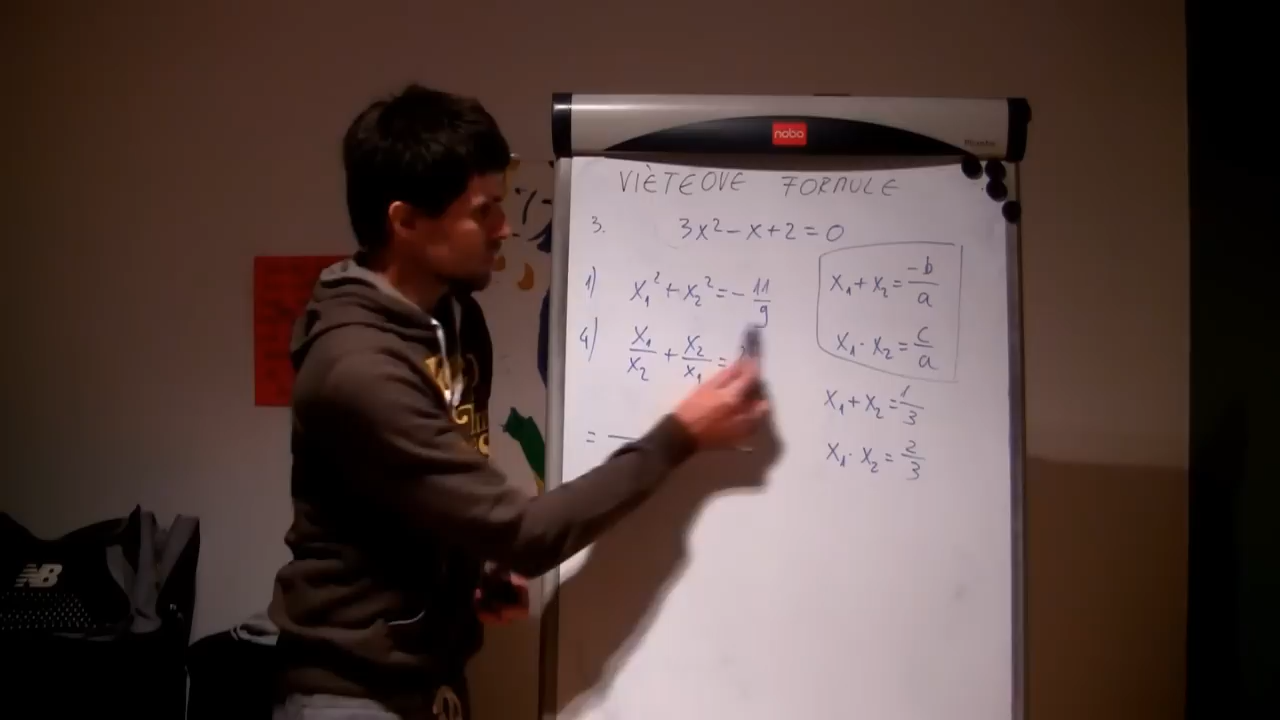 nobo
VIÈTEOVE FORMULE
3. 3x² - x + 2 = 0
1) x₁² + x₂² = - 11/9
x₁ + x₂ = -b/a
4) x₁/x₂ + x₂/x₁ =
x₁ · x₂ = c/a
x₁ + x₂ = 1/3
=
x₁ · x₂ = 2/3
NB